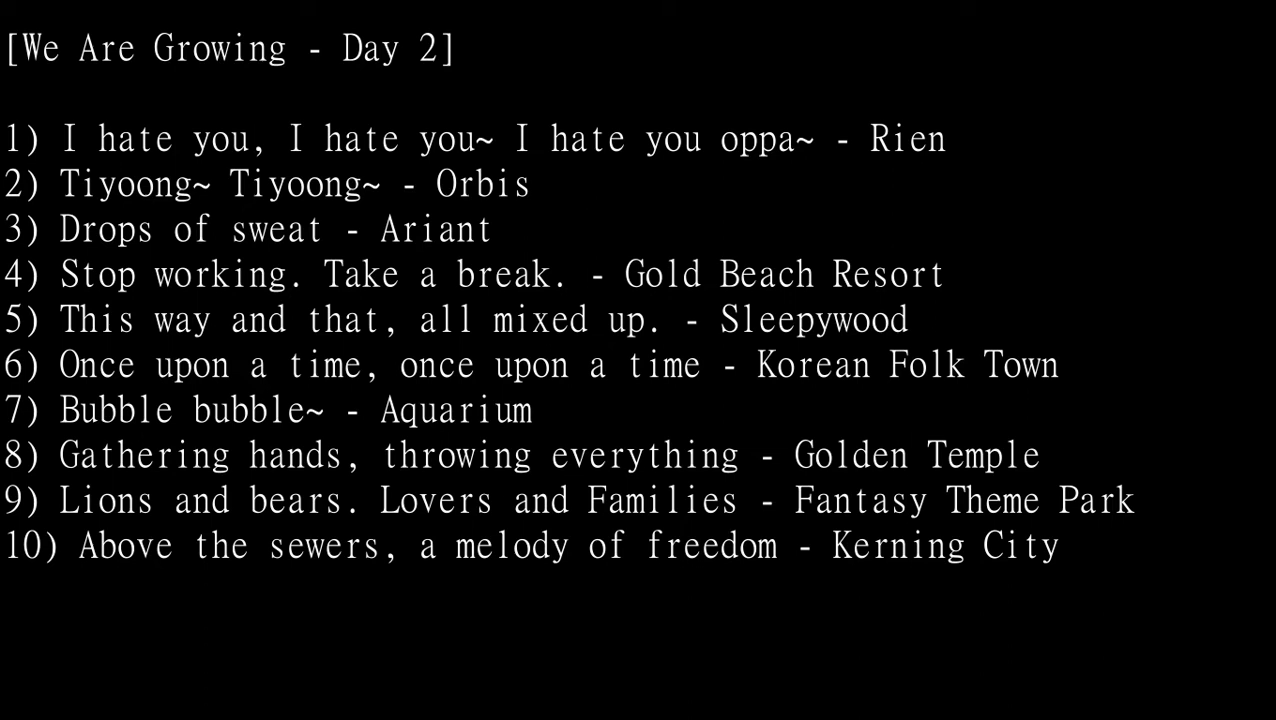 [We Are Growing - Day 2]
1) I hate you, I hate you~ I hate you oppa~ - Rien
2) Tiyoong~ Tiyoong~ - Orbis
3) Drops of sweat - Ariant
4) Stop working. Take a break. - Gold Beach Resort
5) This way and that, all mixed up. - Sleepywood
6) Once upon a time, once upon a time - Korean Folk Town
7) Bubble bubble~ - Aquarium
8) Gathering hands, throwing everything - Golden Temple
9) Lions and bears. Lovers and Families - Fantasy Theme Park
10) Above the sewers, a melody of freedom - Kerning City